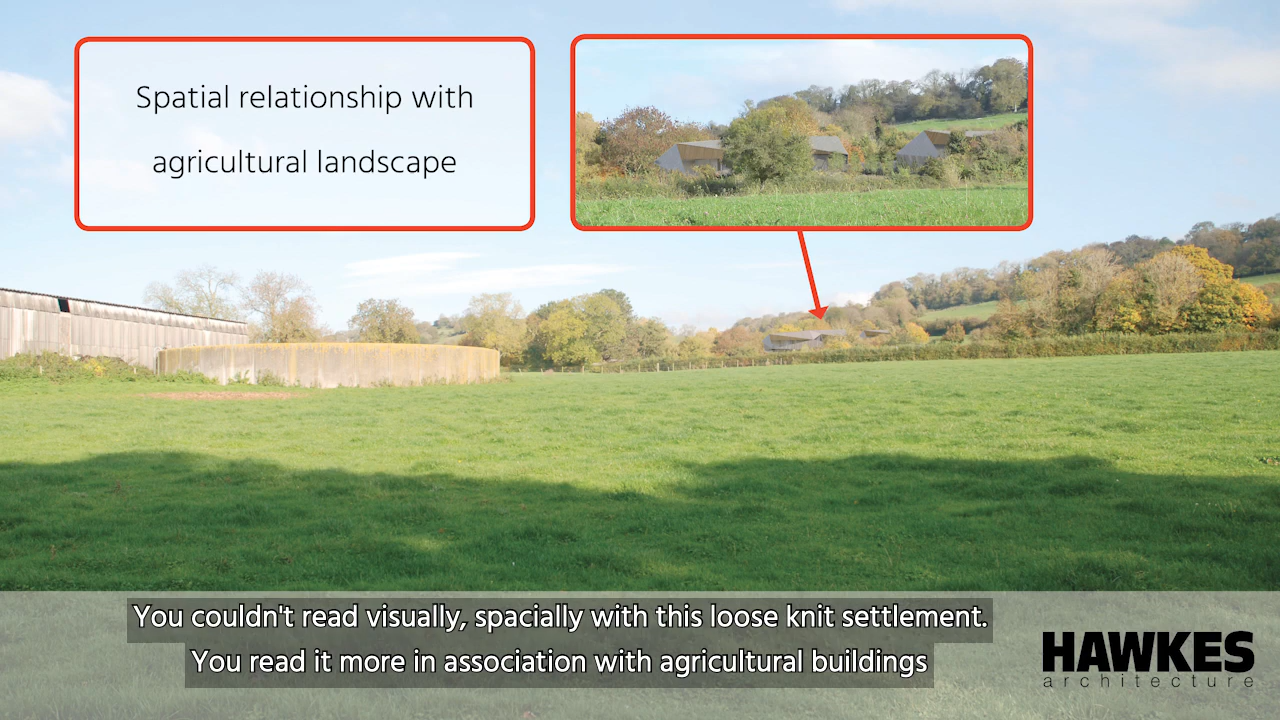 Spatial relationship with
agricultural landscape
You couldn't read visually, spacially with this loose knit settlement.
You read it more in association with agricultural buildings
HAWKES
architecture